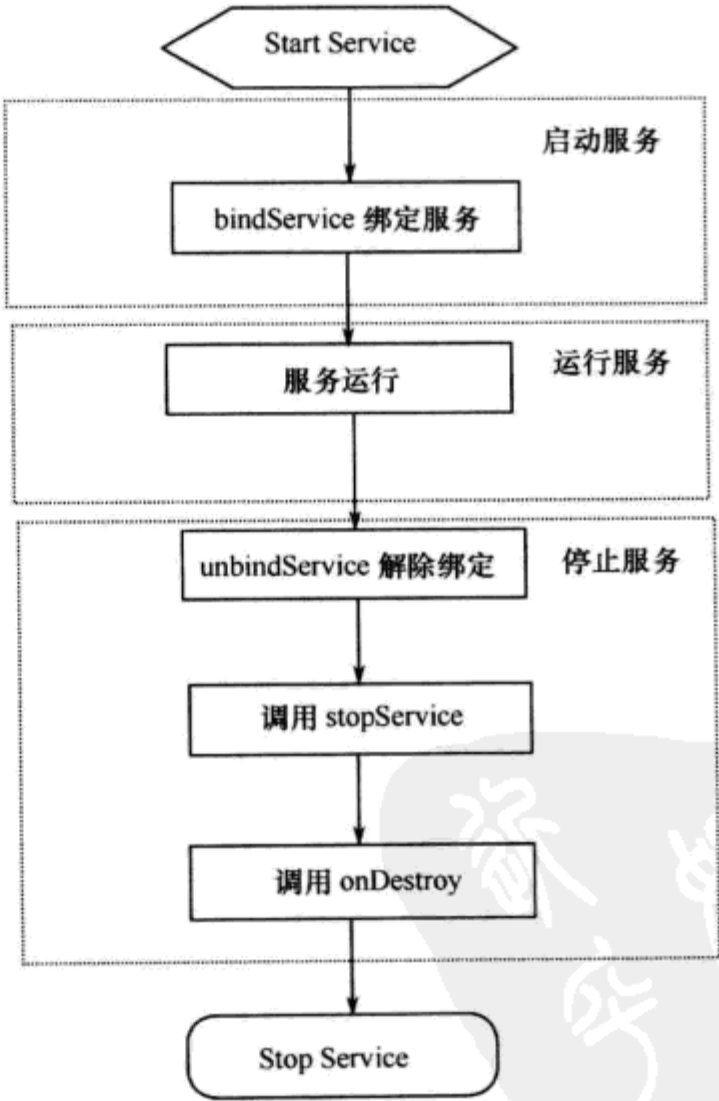 Start Service
启动服务
bindService 绑定服务
服务运行
运行服务
unbindService 解除绑定
停止服务
调用 stopService
调用 onDestroy
Stop Service